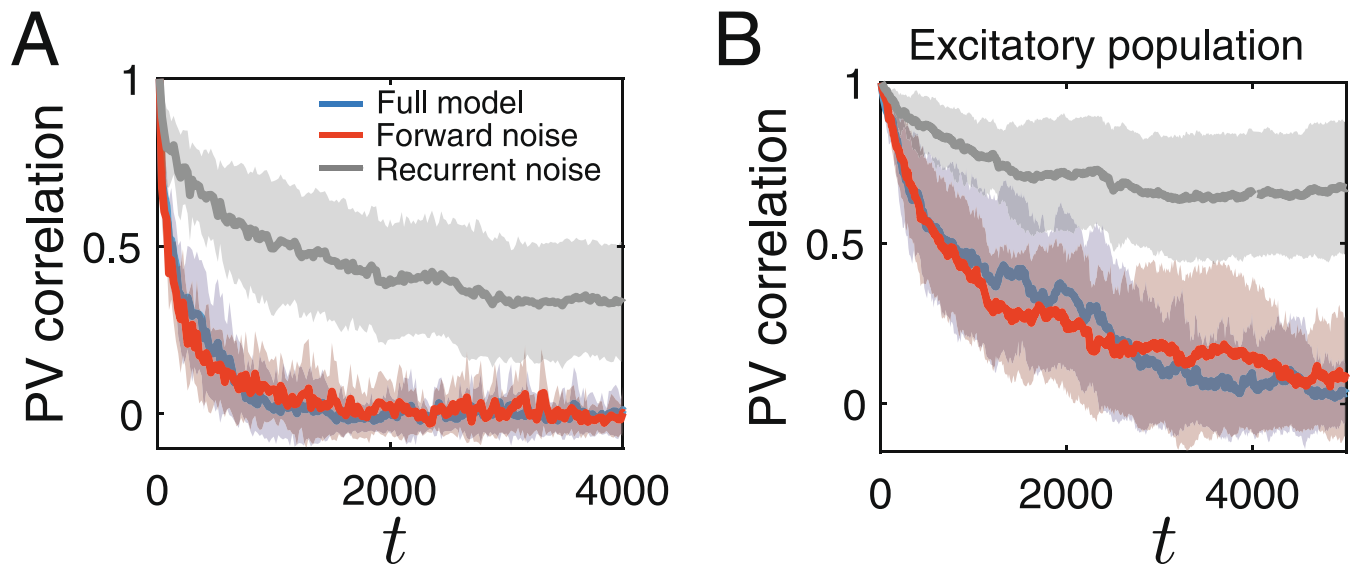 A
PV correlation
1
0.5
0
Full model
Forward noise
Recurrent noise
0
2000
4000
t
B
Excitatory population
PV correlation
1
0.5
0
0
2000
4000
t